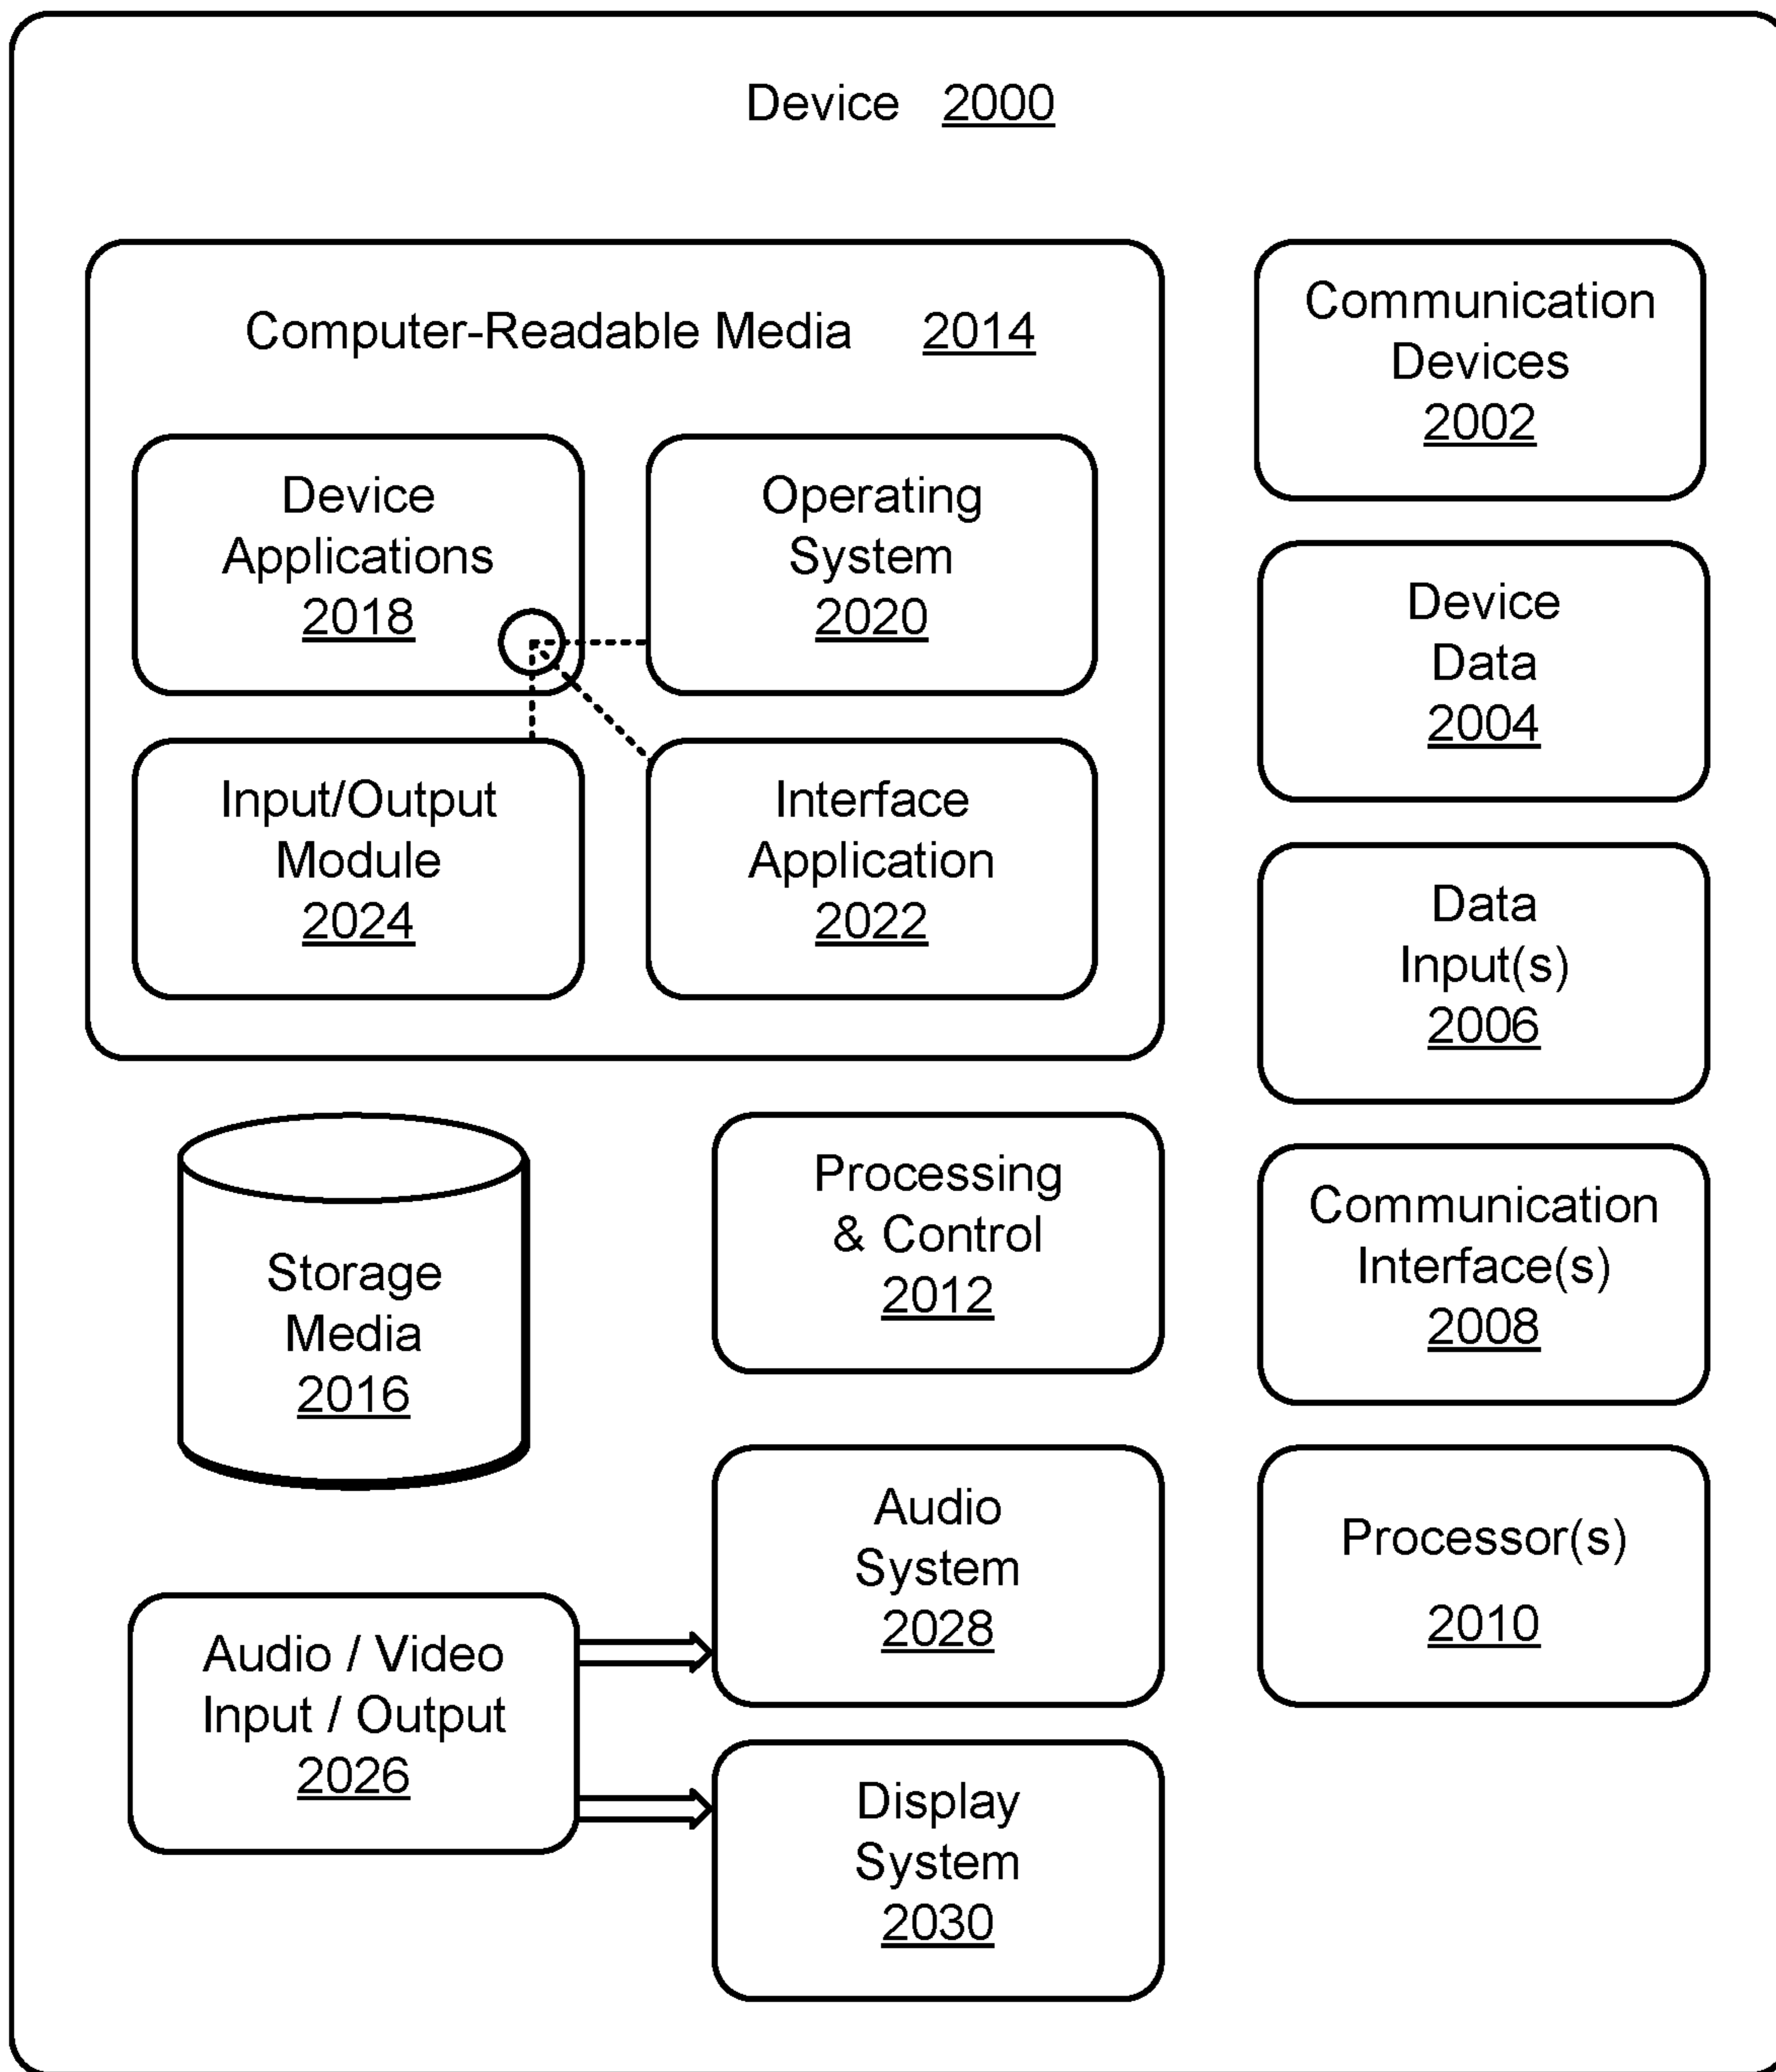 Device 2000
Computer-Readable Media 2014
Device
Applications
2018
Operating
System
2020
Input/Output
Module
2024
Interface
Application
2022
Communication
Devices
2002
Device
Data
2004
Data
Input(s)
2006
Communication
Interface(s)
2008
Processor(s)
2010
Storage
Media
2016
Processing
& Control
2012
Audio / Video
Input / Output
2026
Audio
System
2028
Display
System
2030